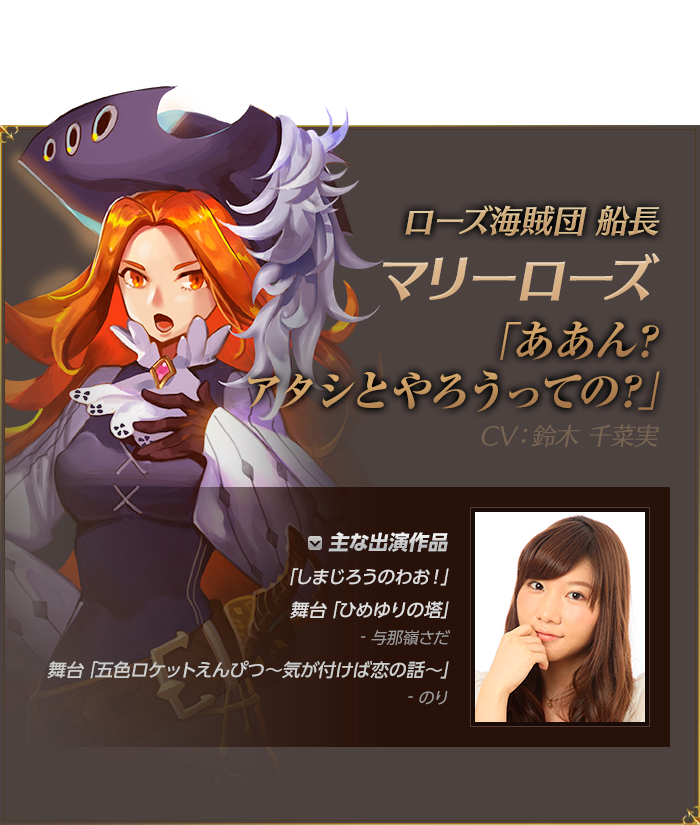 ローズ海賊団 船長
マリーローズ
「ああん?
アタシとやろうっての?」
CV:鈴木 千菜実
主な出演作品
「しまじろうのわお!」
舞台「ひめゆりの塔」
- 与那嶺さだ
舞台「五色ロケットえんぴつ～気が付けば恋の話～」
- のり